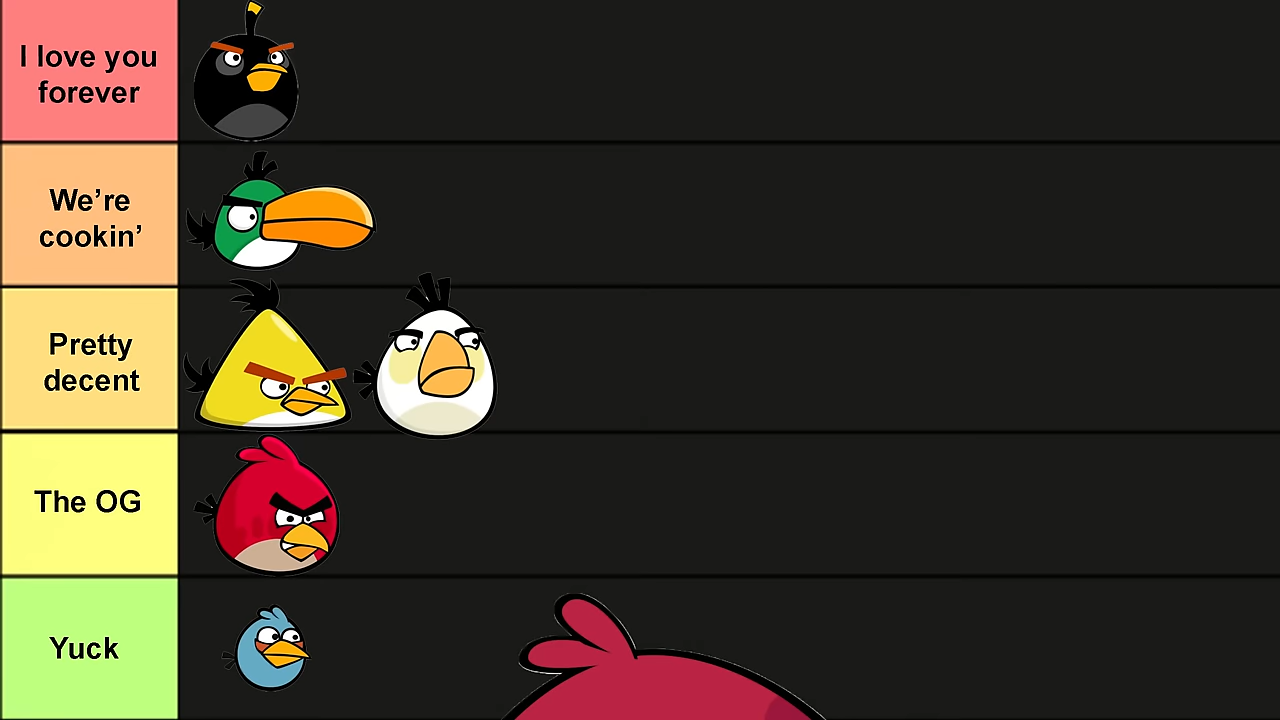 I love you
forever
We’re
cookin’
Pretty
decent
The OG
Yuck